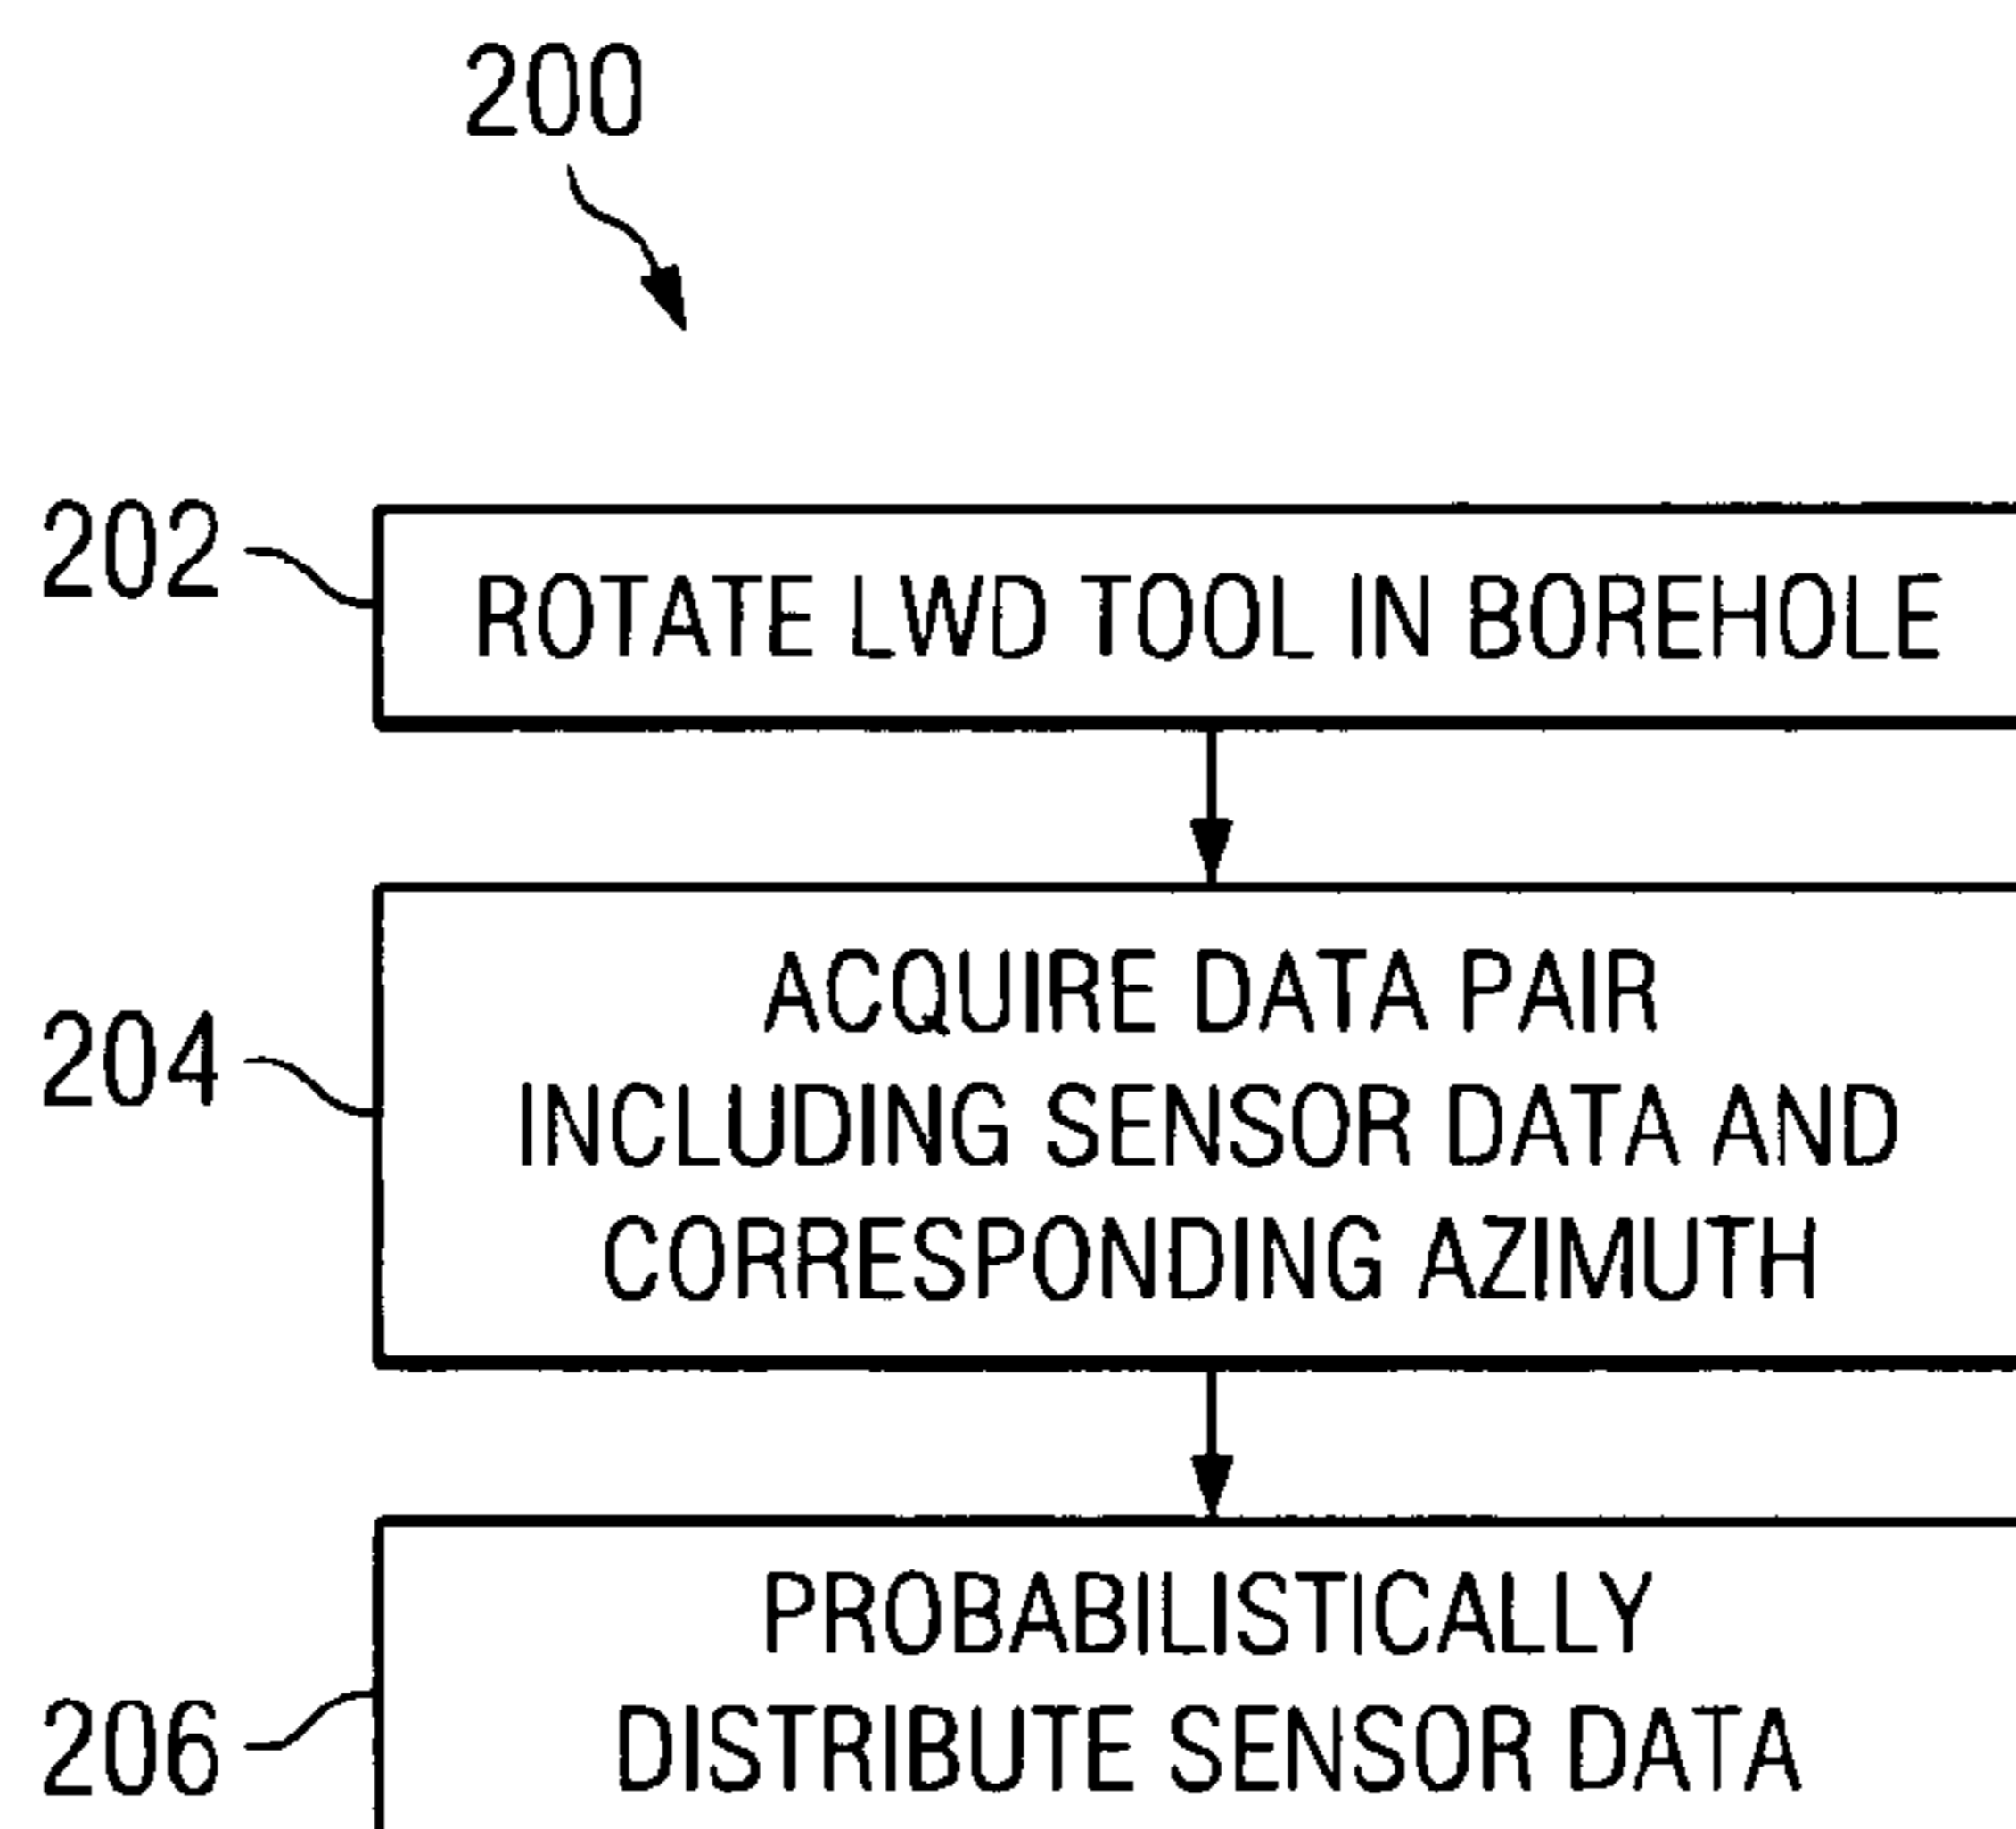 200
202
ROTATE LWD TOOL IN BOREHOLE
204
ACQUIRE DATA PAIR
INCLUDING SENSOR DATA AND
CORRESPONDING AZIMUTH
206
PROBABILISTICALLY
DISTRIBUTE SENSOR DATA